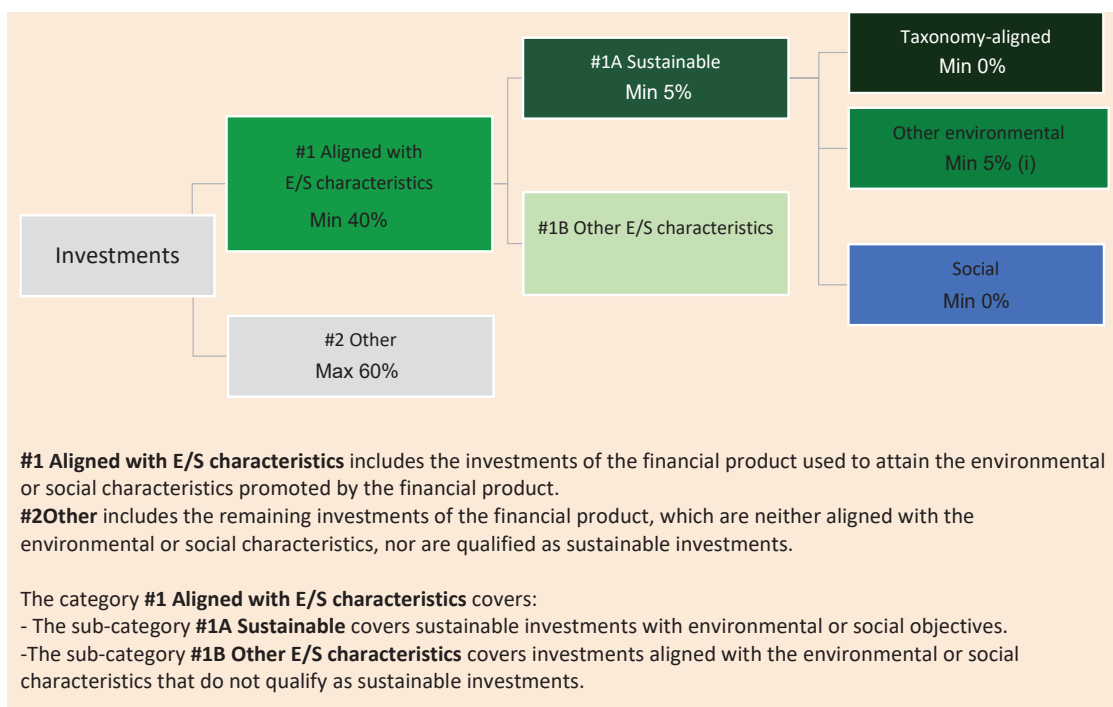 Taxonomy-aligned
Min 0%
#1A Sustainable
Min 5%
Other environmental
Min 5% (i)
#1 Aligned with
E/S characteristics
Min 40%
#1B Other E/S characteristics
Investments
Social
Min 0%
#2 Other
Max 60%
#1 Aligned with E/S characteristics includes the investments of the financial product used to attain the environmental
or social characteristics promoted by the financial product.
#2Other includes the remaining investments of the financial product, which are neither aligned with the
environmental or social characteristics, nor are qualified as sustainable investments.
The category #1 Aligned with E/S characteristics covers:
- The sub-category #1A Sustainable covers sustainable investments with environmental or social objectives.
-The sub-category #1B Other E/S characteristics covers investments aligned with the environmental or social
characteristics that do not qualify as sustainable investments.